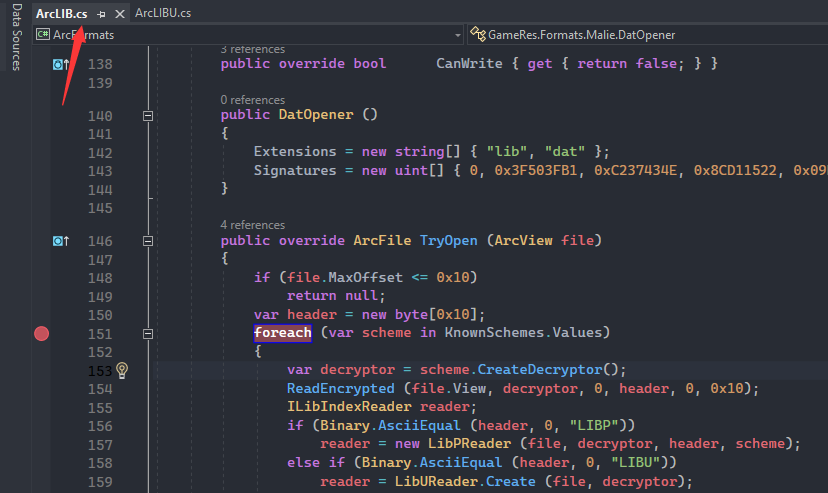 Data Sources
ArcLIB.cs ArcLIBU.cs
C# ArcFormats GameRes.Formats.Malie.DatOpener
3 references
138 public override bool CanWrite { get { return false; } }
139
0 references
140 public DatOpener ()
141 {
142 Extensions = new string[] { "lib", "dat" };
143 Signatures = new uint[] { 0, 0x3F503FB1, 0xC237434E, 0x8CD11522,
144 }
145
4 references
146 public override ArcFile TryOpen (ArcView file)
147 {
148 if (file.MaxOffset <= 0x10)
149 return null;
150 var header = new byte[0x10];
151 foreach (var scheme in KnownSchemes.Values)
152 {
153 var decryptor = scheme.CreateDecryptor();
154 ReadEncrypted (file.View, decryptor, 0, header, 0, 0x10);
155 ILibIndexReader reader;
156 if (Binary.AsciiEqual (header, 0, "LIBP"))
157 reader = new LibPReader (file, decryptor, header, scheme);
158 else if (Binary.AsciiEqual (header, 0, "LIBU"))
159 reader = LibUReader.Create (file, decryptor);